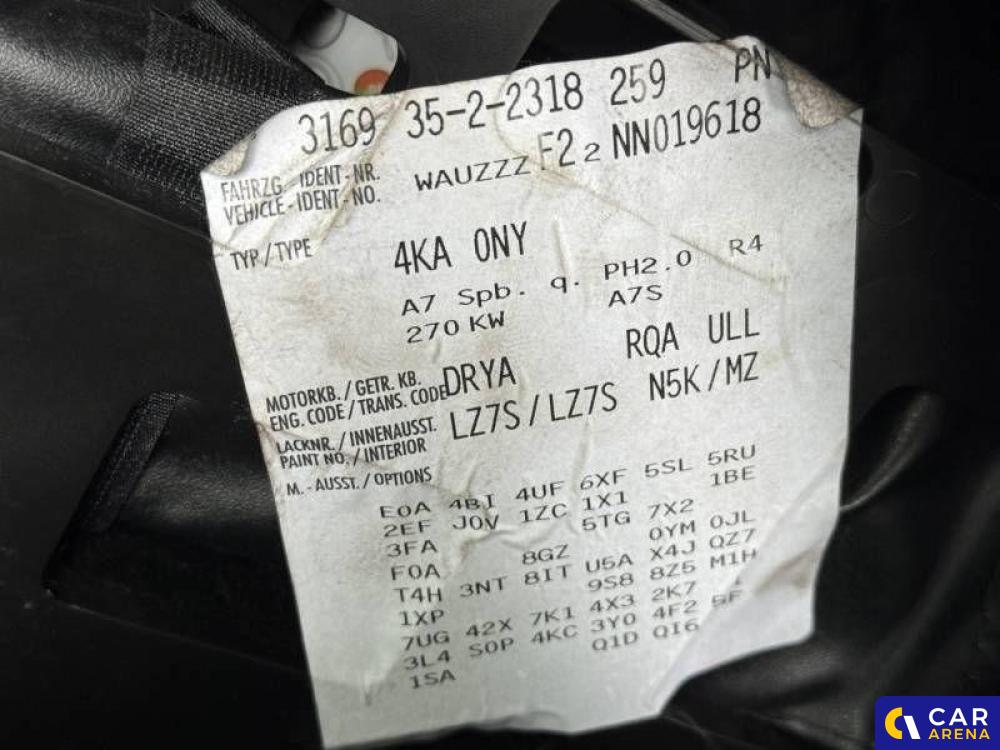 3169 35-2-2318 259 PN
FAHRZG.-IDENT-NR.
VEHICLE-IDENT-NO. WAUZZZ F2 2 NN019618
TYP/TYPE 4KA 0NY
A7 Spb. q. PH2.0 R4
270 KW A7S
MOTORKB./GETR. KB.
ENG. CODE/TRANS. CODE DRYA RQA ULL
LACKNR./INNENAUSST.
PAINT NO./INTERIOR LZ7S/LZ7S N5K/MZ
M.-AUSST./OPTIONS
E0A 4BI 4UF 6XF 5SL 5RU
2EF J0V 1ZC 1X1 1BE
3FA 5TG 7X2
F0A 8GZ 0YM 0JL
T4H 3NT 8IT U5A X4J QZ7
1XP 9S8 8Z5 M1H
7UG 42X 7K1 4X3 2K7
3L4 S0P 4KC 3Y0 4F2
1SA Q1D QI6
CAR
ARENA